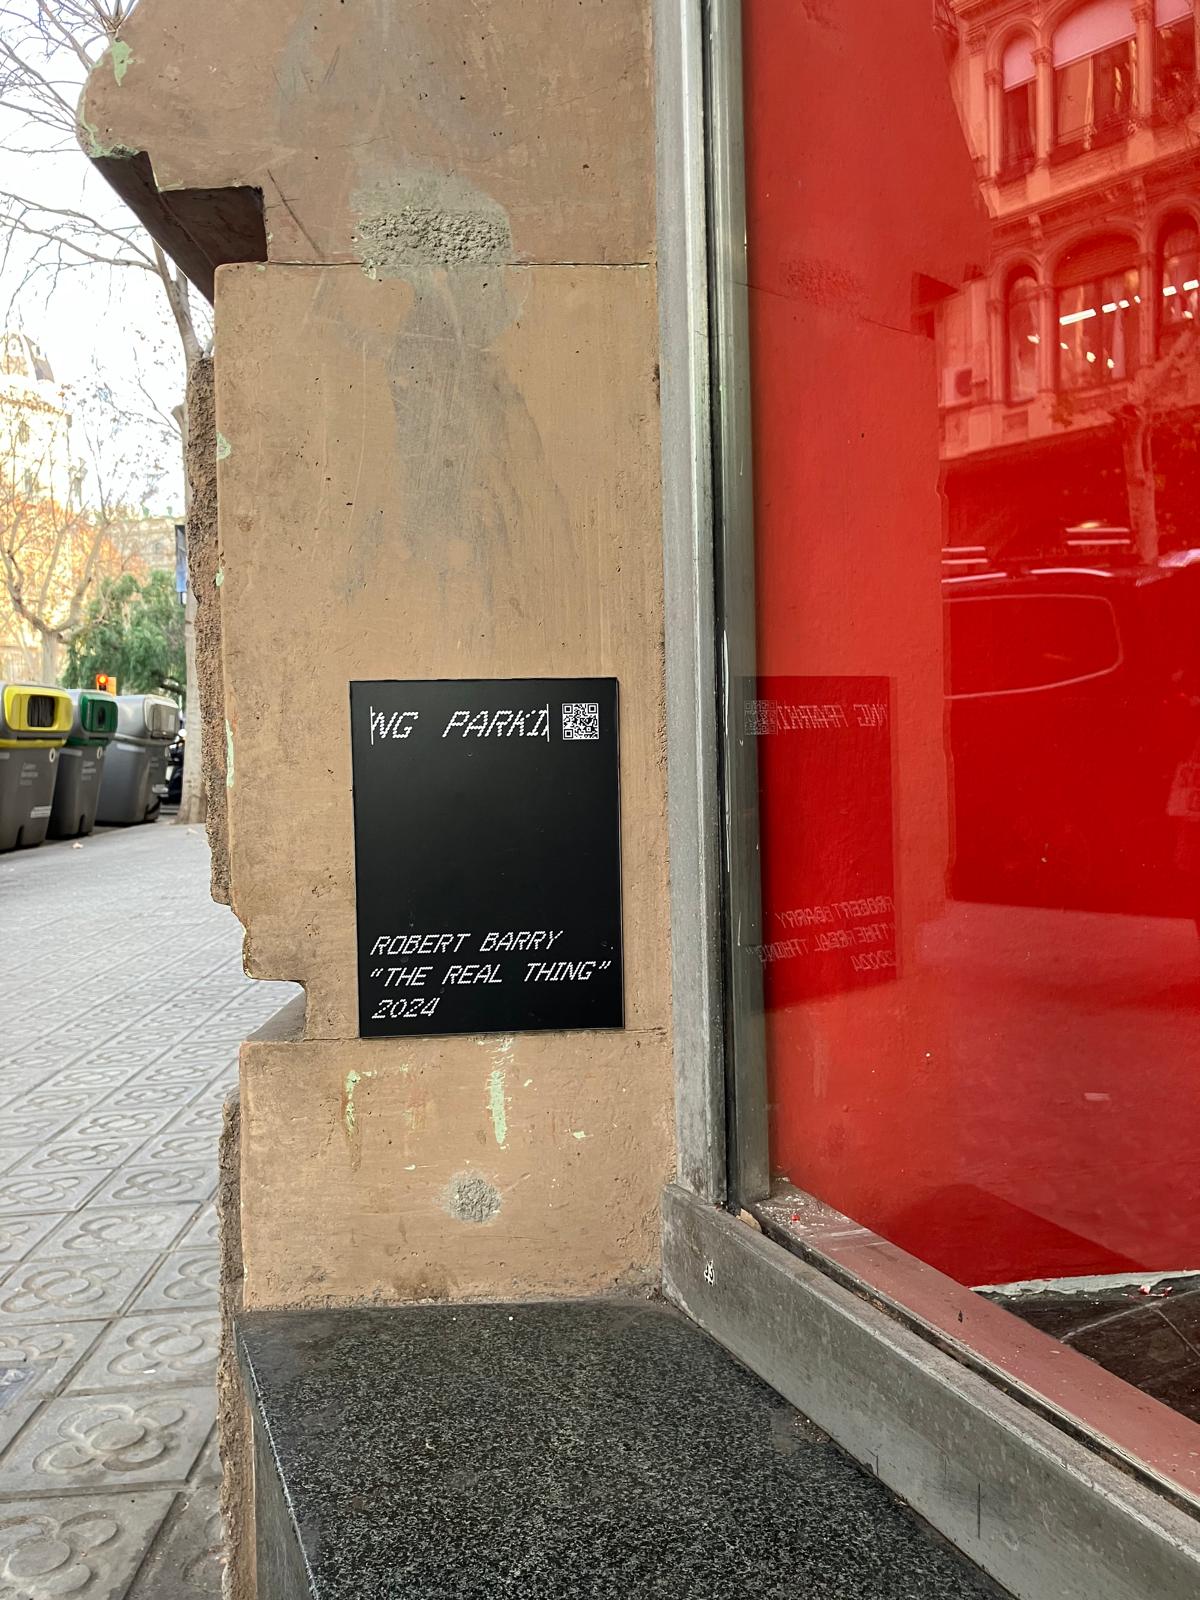 NG PARKI
ROBERT BARRY
“THE REAL THING”
2024